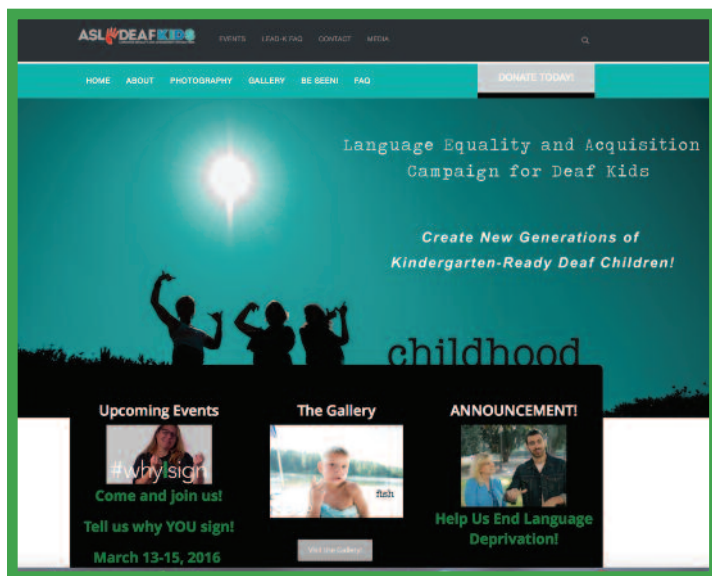 ASL DEAF KIDS
EVENTS LEAD-K FAQ CONTACT MEDIA
HOME ABOUT PHOTOGRAPHY GALLERY BE SEEN! FAQ
DONATE TODAY!
Language Equality and Acquisition
Campaign for Deaf Kids
Create New Generations of
Kindergarten-Ready Deaf Children!
childhood
Upcoming Events
#whyIsign
Come and join us!
Tell us why YOU sign!
March 13-15, 2016
The Gallery
fish
Visit the Gallery!
ANNOUNCEMENT!
Help Us End Language
Deprivation!